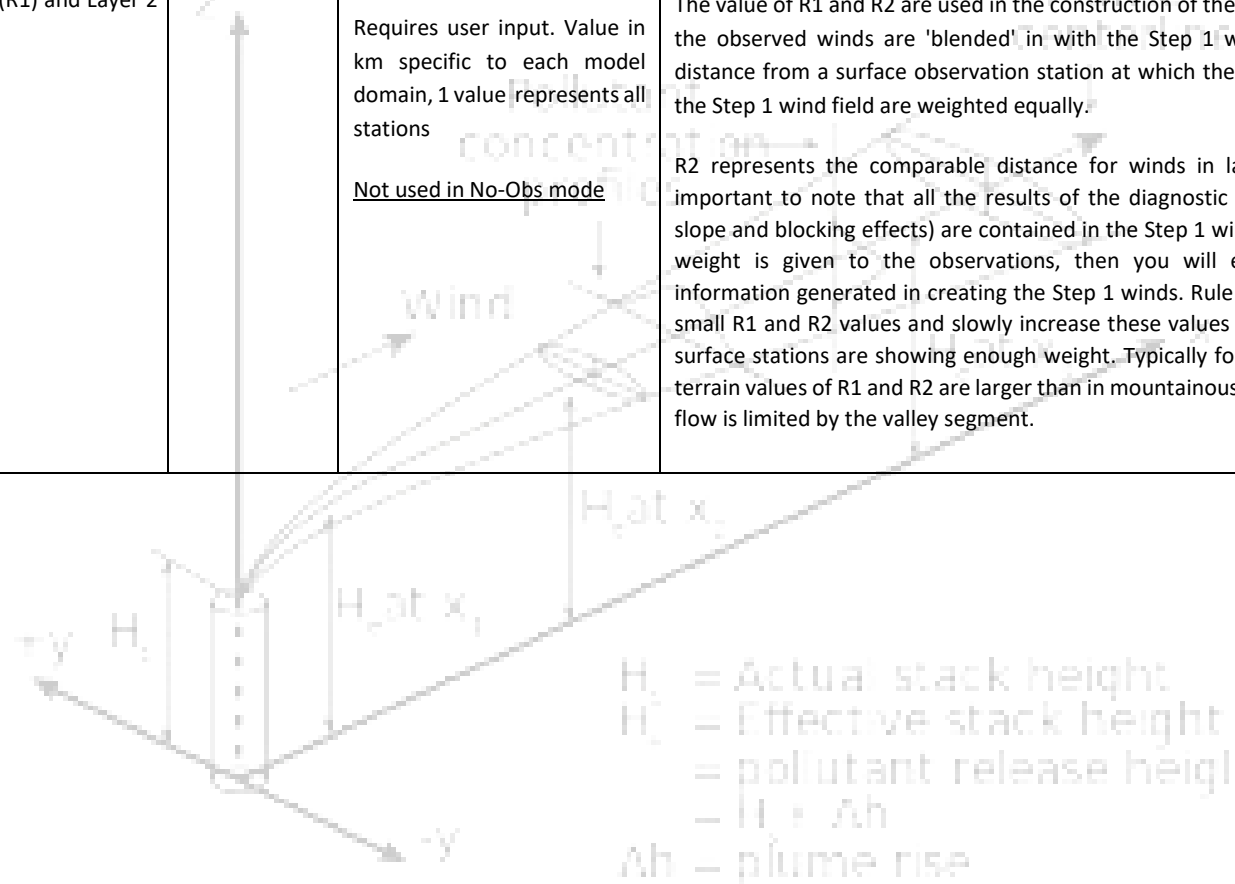 (R1) and Layer 2
Requires user input. Value in
km specific to each model
domain, 1 value represents all
stations
Not used in No-Obs mode
The value of R1 and R2 are used in the construction of the
the observed winds are 'blended' in with the Step 1
distance from a surface observation station at which the
the Step 1 wind field are weighted equally.
R2 represents the comparable distance for winds in
important to note that all the results of the diagnostic
slope and blocking effects) are contained in the Step 1
weight is given to the observations, then you will
information generated in creating the Step 1 winds. Rule
small R1 and R2 values and slowly increase these values
surface stations are showing enough weight. Typically
terrain values of R1 and R2 are larger than in mountainous
flow is limited by the valley segment.
Pollutant
concentration
profiles
Wind
H at x
x
z
H at x
H at x
+y
H
-y
H = Actual stack height
H = Effective stack height
= pollutant release
= H + Δh
Δh = plume rise